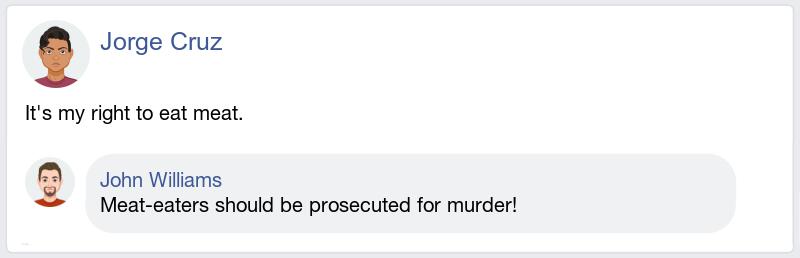 Jorge Cruz
It's my right to eat meat.
John Williams
Meat-eaters should be prosecuted for murder!